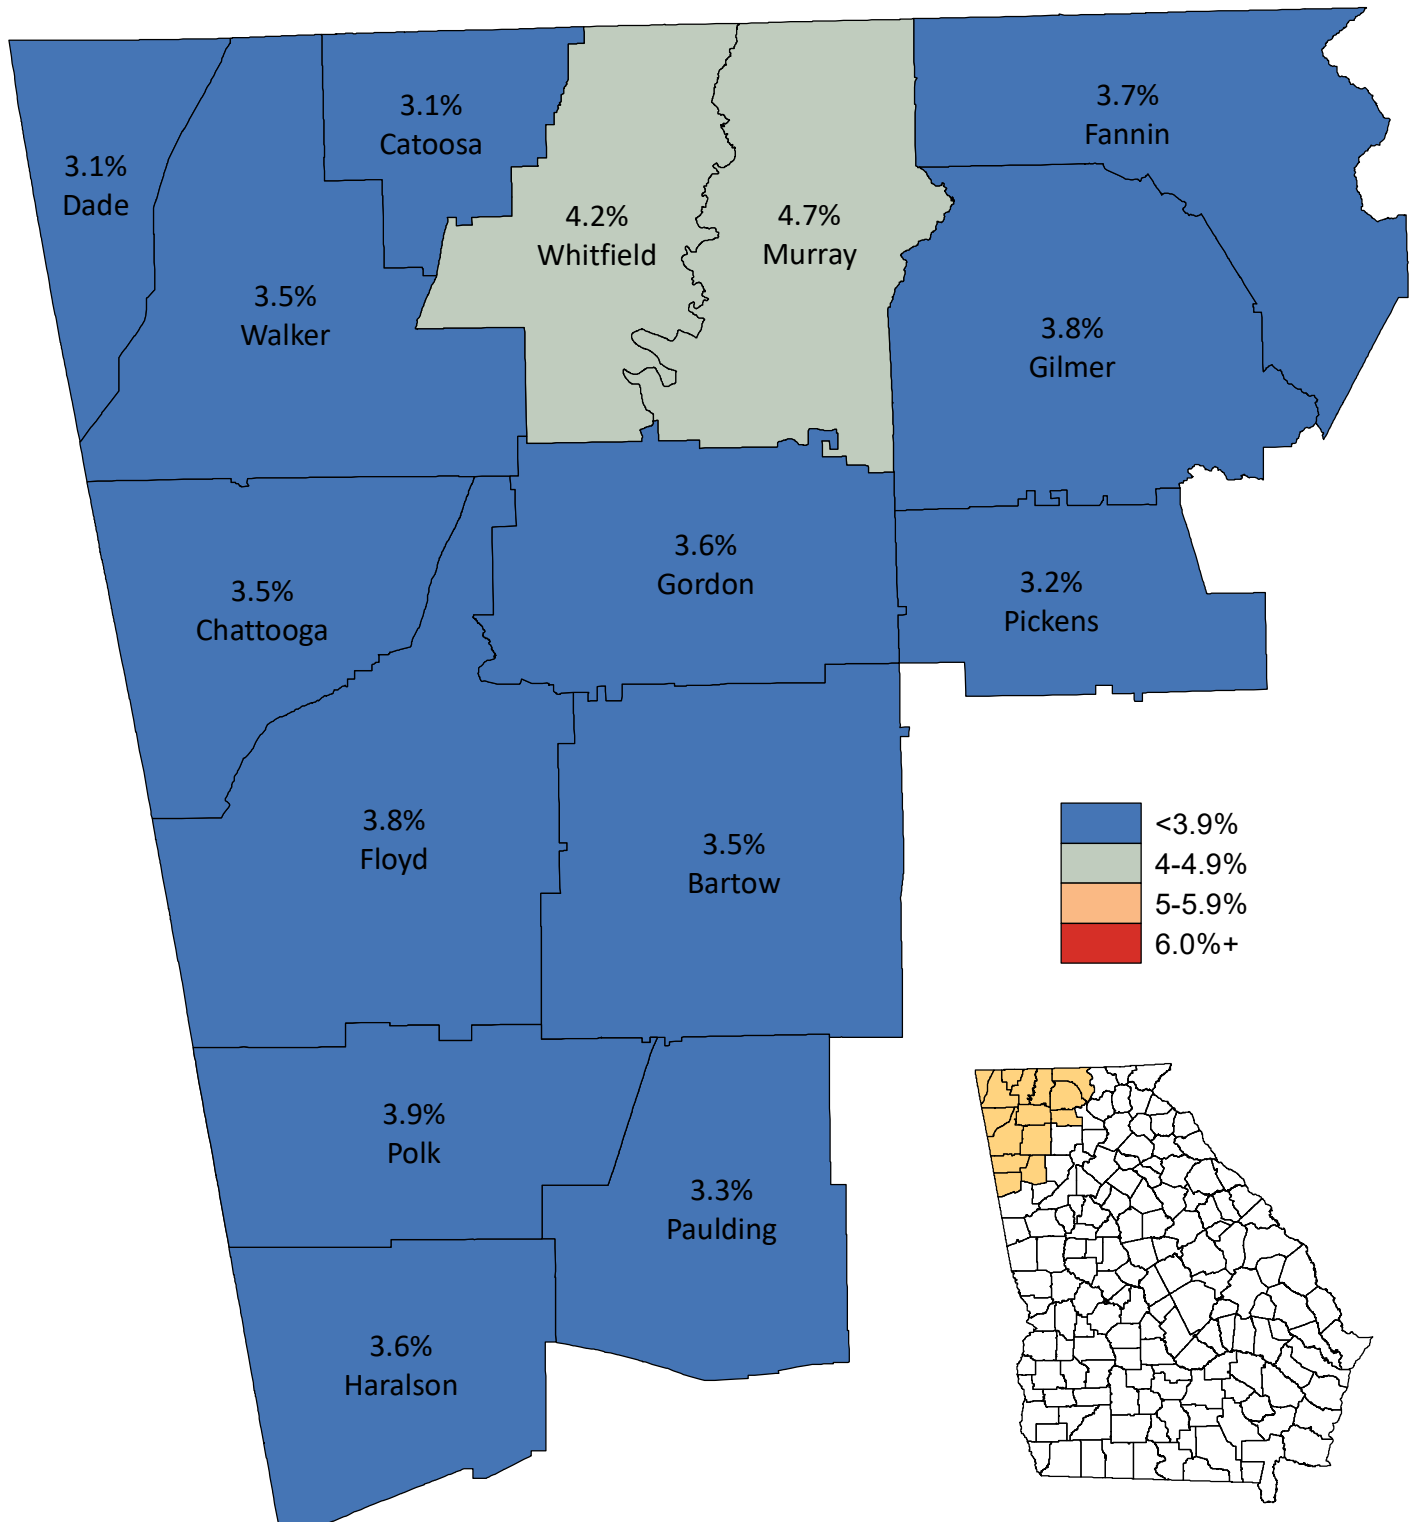 3.1%
Catoosa
3.7%
Fannin
3.1%
Dade
4.2%
Whitfield
4.7%
Murray
3.5%
Walker
3.8%
Gilmer
3.6%
Gordon
3.5%
Chattooga
3.2%
Pickens
3.8%
Floyd
3.5%
Bartow
<3.9%
4-4.9%
5-5.9%
6.0%+
3.9%
Polk
3.3%
Paulding
3.6%
Haralson